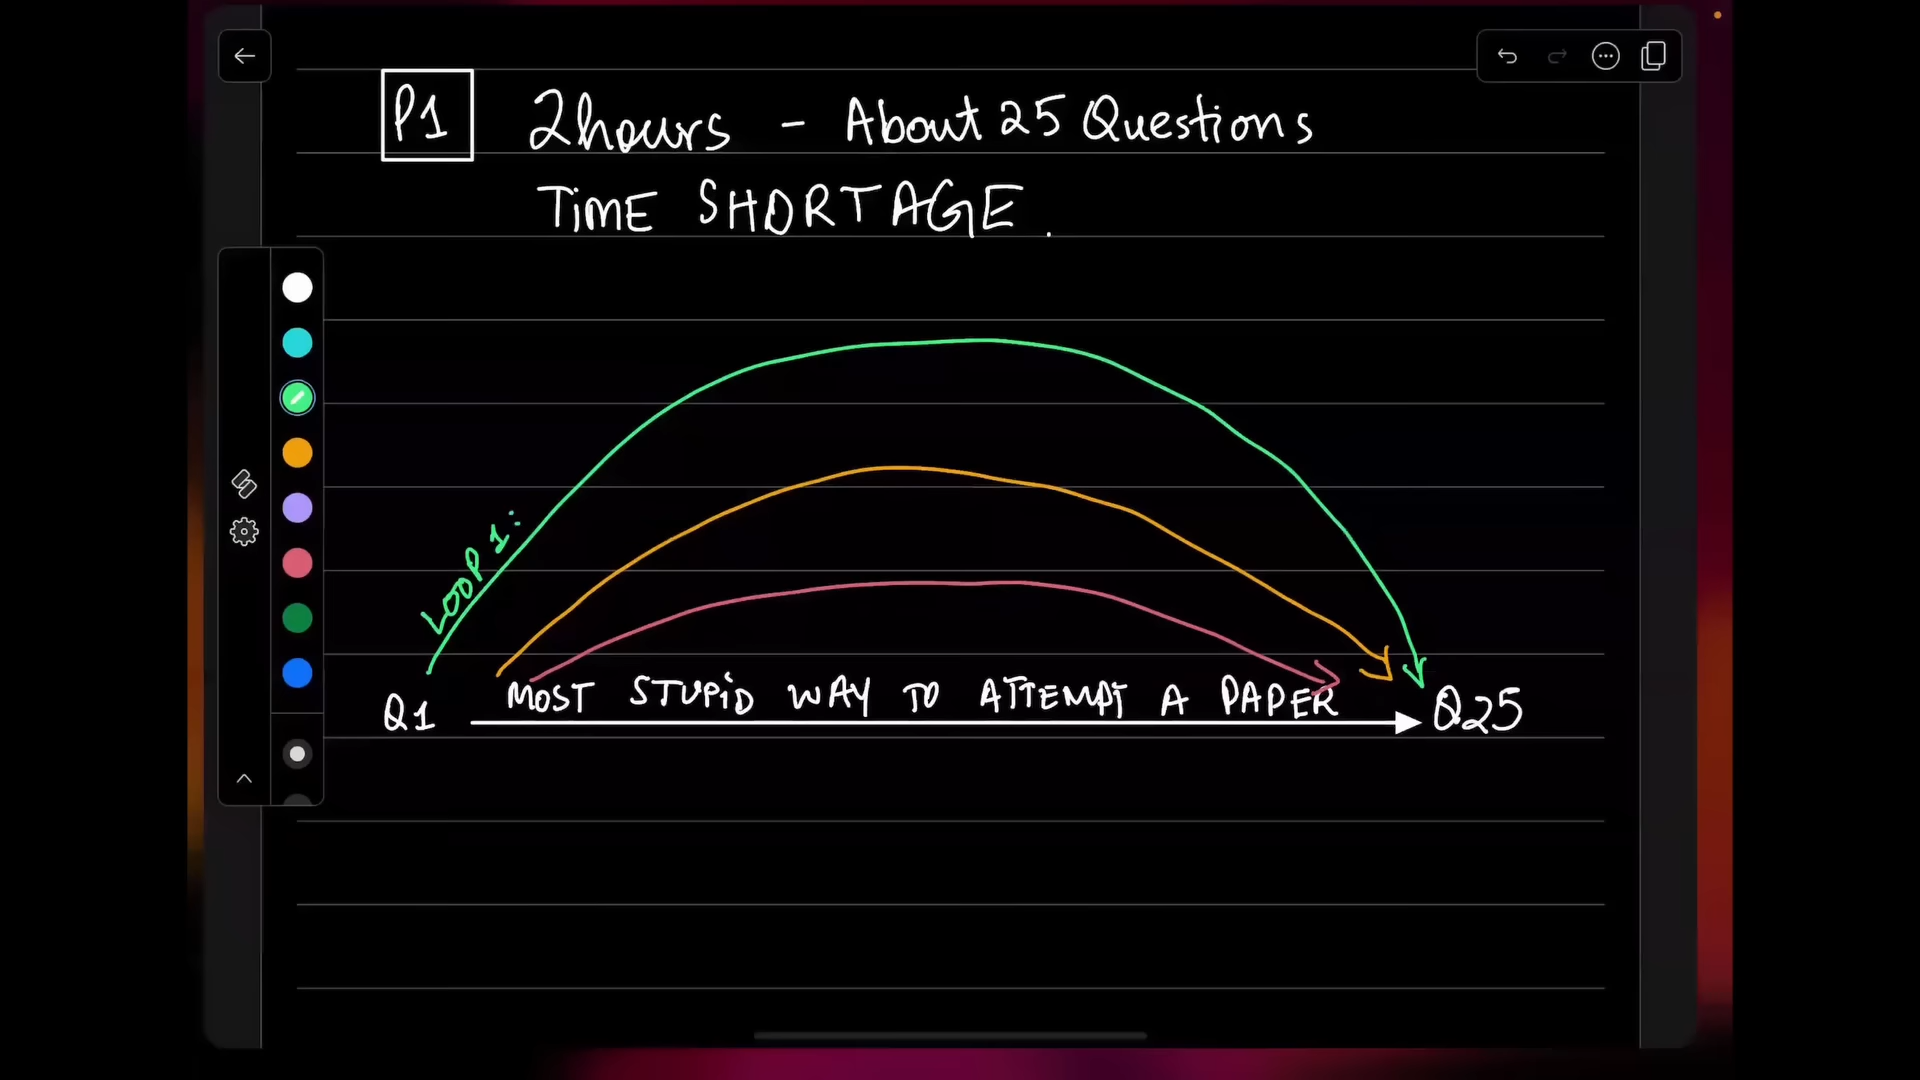 P1 2hours - About 25 Questions
TiME SHORTAGE.
LOOP 1:
Q1 MOST STUPiD WAY TO ATTEMPT A PAPER Q25